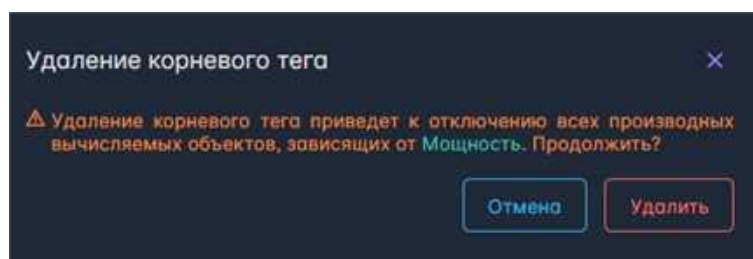 Удаление корневого тега
Удаление корневого тега приведет к отключению всех производных
вычисляемых объектов, зависящих от Мощность. Продолжить?
Отмена Удалить